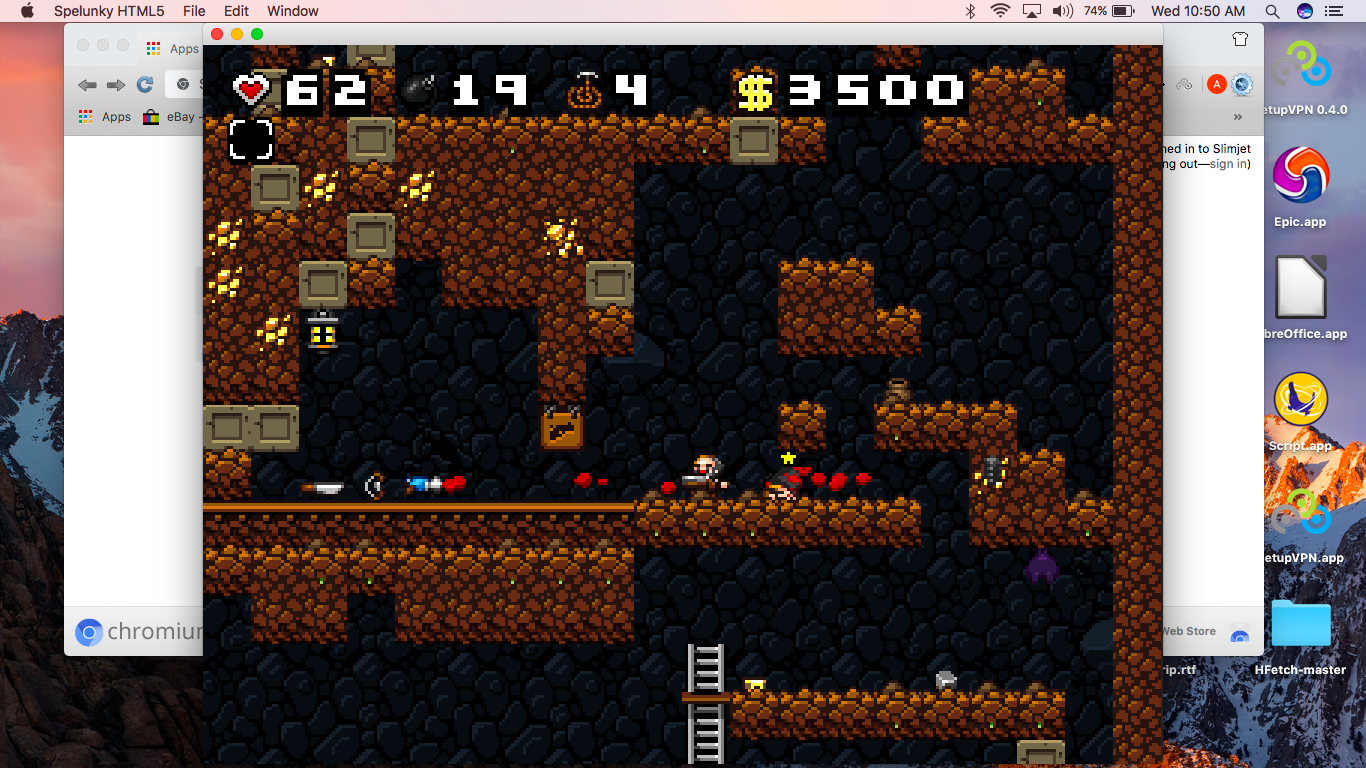 Spelunky HTML5 File Edit Window 74% Wed 10:50 AM
Apps
62 19 4 $3500
A
etupVPN 0.4.0
Apps eBay -
»
ned in to Slimjet
ng out—sign in)
Epic.app
breOffice.app
Script.app
etupVPN.app
chromium
Web Store
rip.rtf
HFetch-master